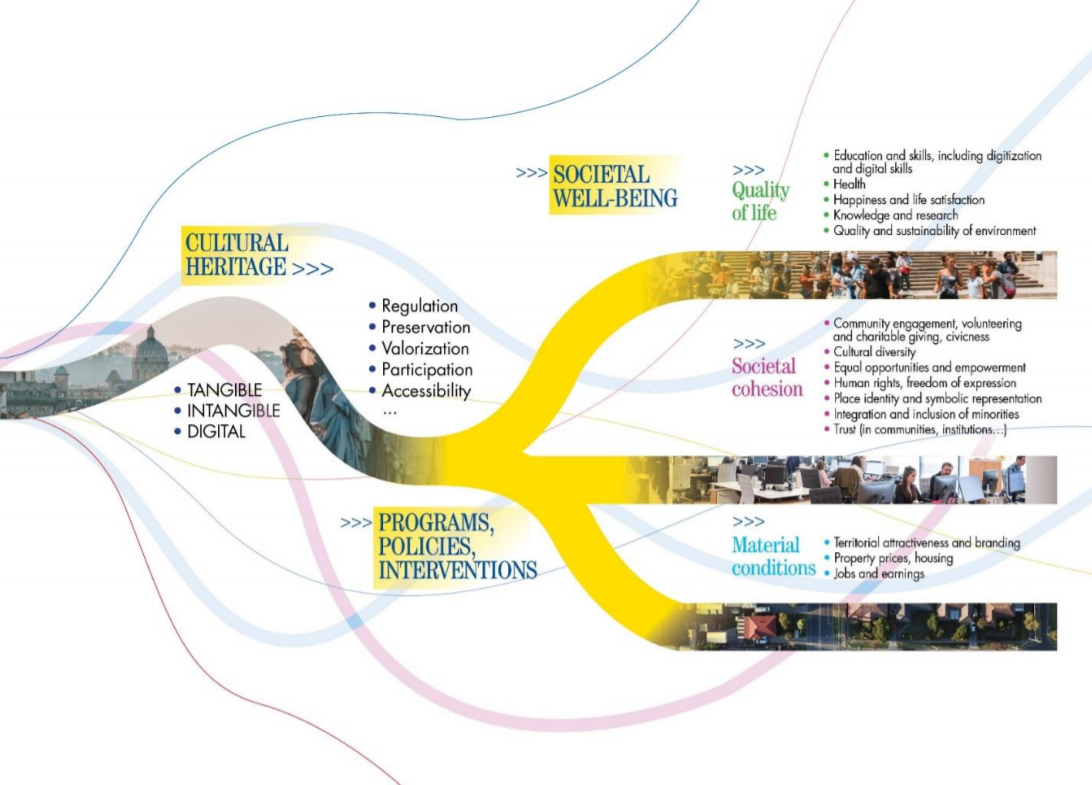 CULTURAL
HERITAGE >>>
• TANGIBLE
• INTANGIBLE
• DIGITAL
• Regulation
• Preservation
• Valorization
• Participation
• Accessibility
...
>>> PROGRAMS,
POLICIES,
INTERVENTIONS
>>> SOCIETAL
WELL-BEING
>>>
Quality
of life
• Education and skills, including digitization
and digital skills
• Health
• Happiness and life satisfaction
• Knowledge and research
• Quality and sustainability of environment
>>>
Societal
cohesion
• Community engagement, volunteering
and charitable giving, civicness
• Cultural diversity
• Equal opportunities and empowerment
• Human rights, freedom of expression
• Place identity and symbolic representation
• Integration and inclusion of minorities
• Trust (in communities, institutions...)
>>>
Material
conditions
• Territorial attractiveness and branding
• Property prices, housing
• Jobs and earnings